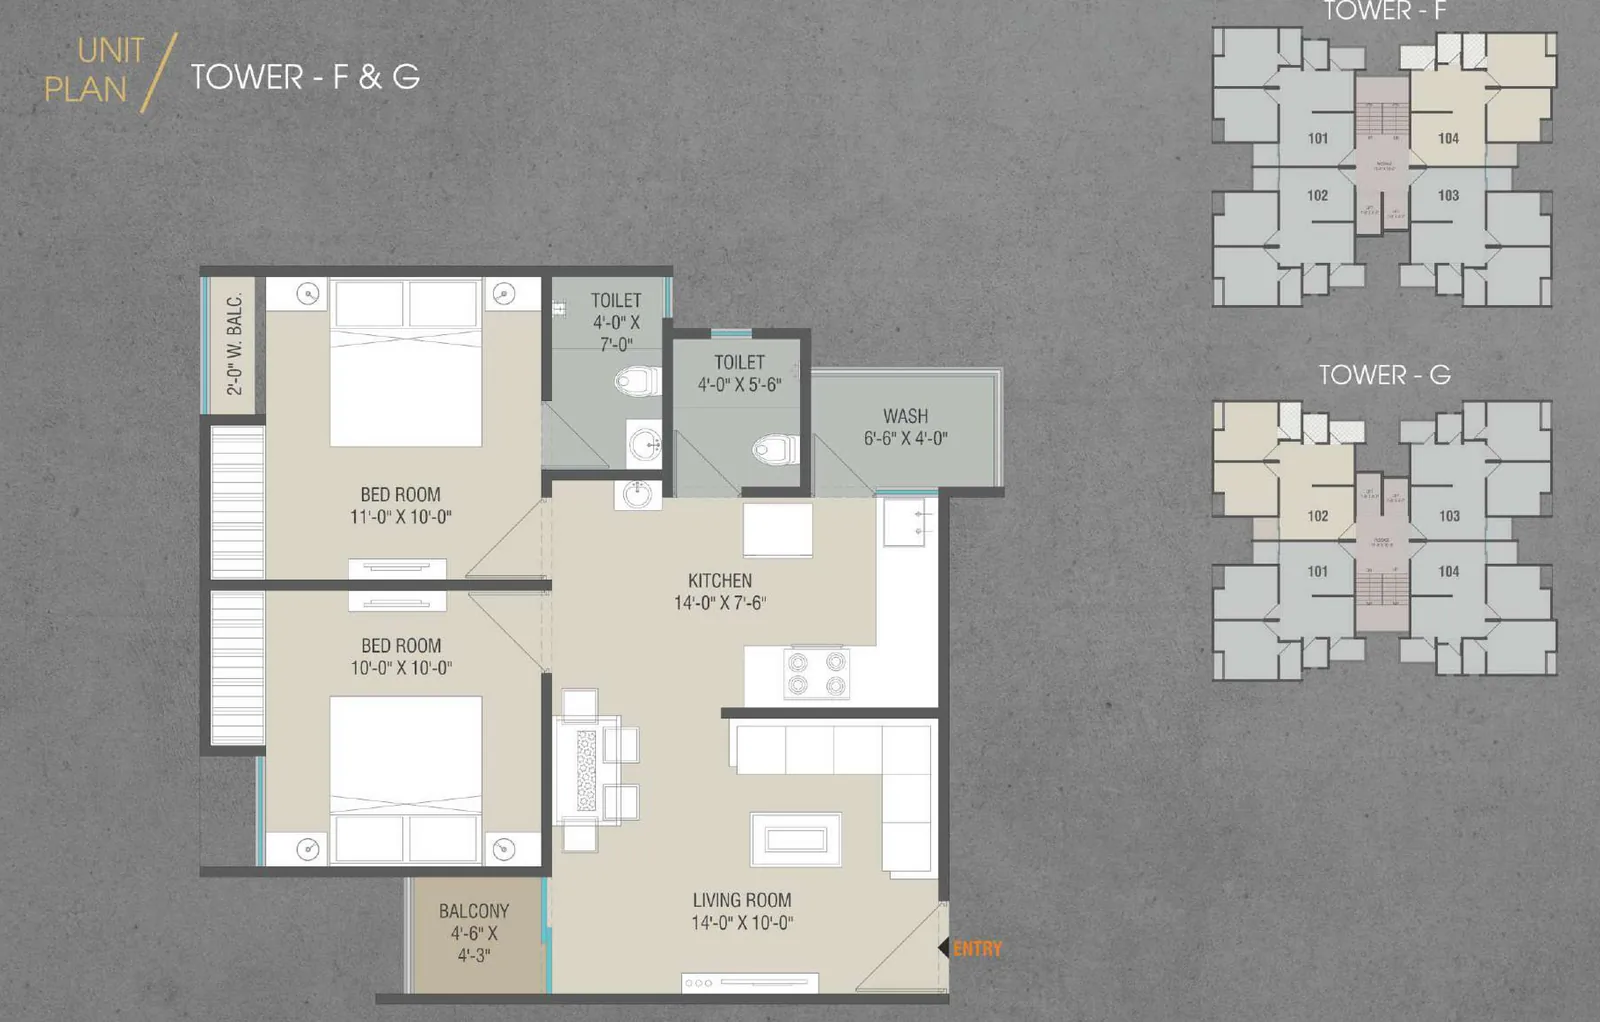 UNIT
PLAN
TOWER - F & G
TOWER - F
101
104
102
103
TOWER - G
102
103
101
104
2'-0" W. BALC.
TOILET
4'-0" X
7'-0"
TOILET
4'-0" X 5'-6"
WASH
6'-6" X 4'-0"
BED ROOM
11'-0" X 10'-0"
KITCHEN
14'-0" X 7'-6"
BED ROOM
10'-0" X 10'-0"
LIVING ROOM
14'-0" X 10'-0"
BALCONY
4'-6" X
4'-3"
ENTRY